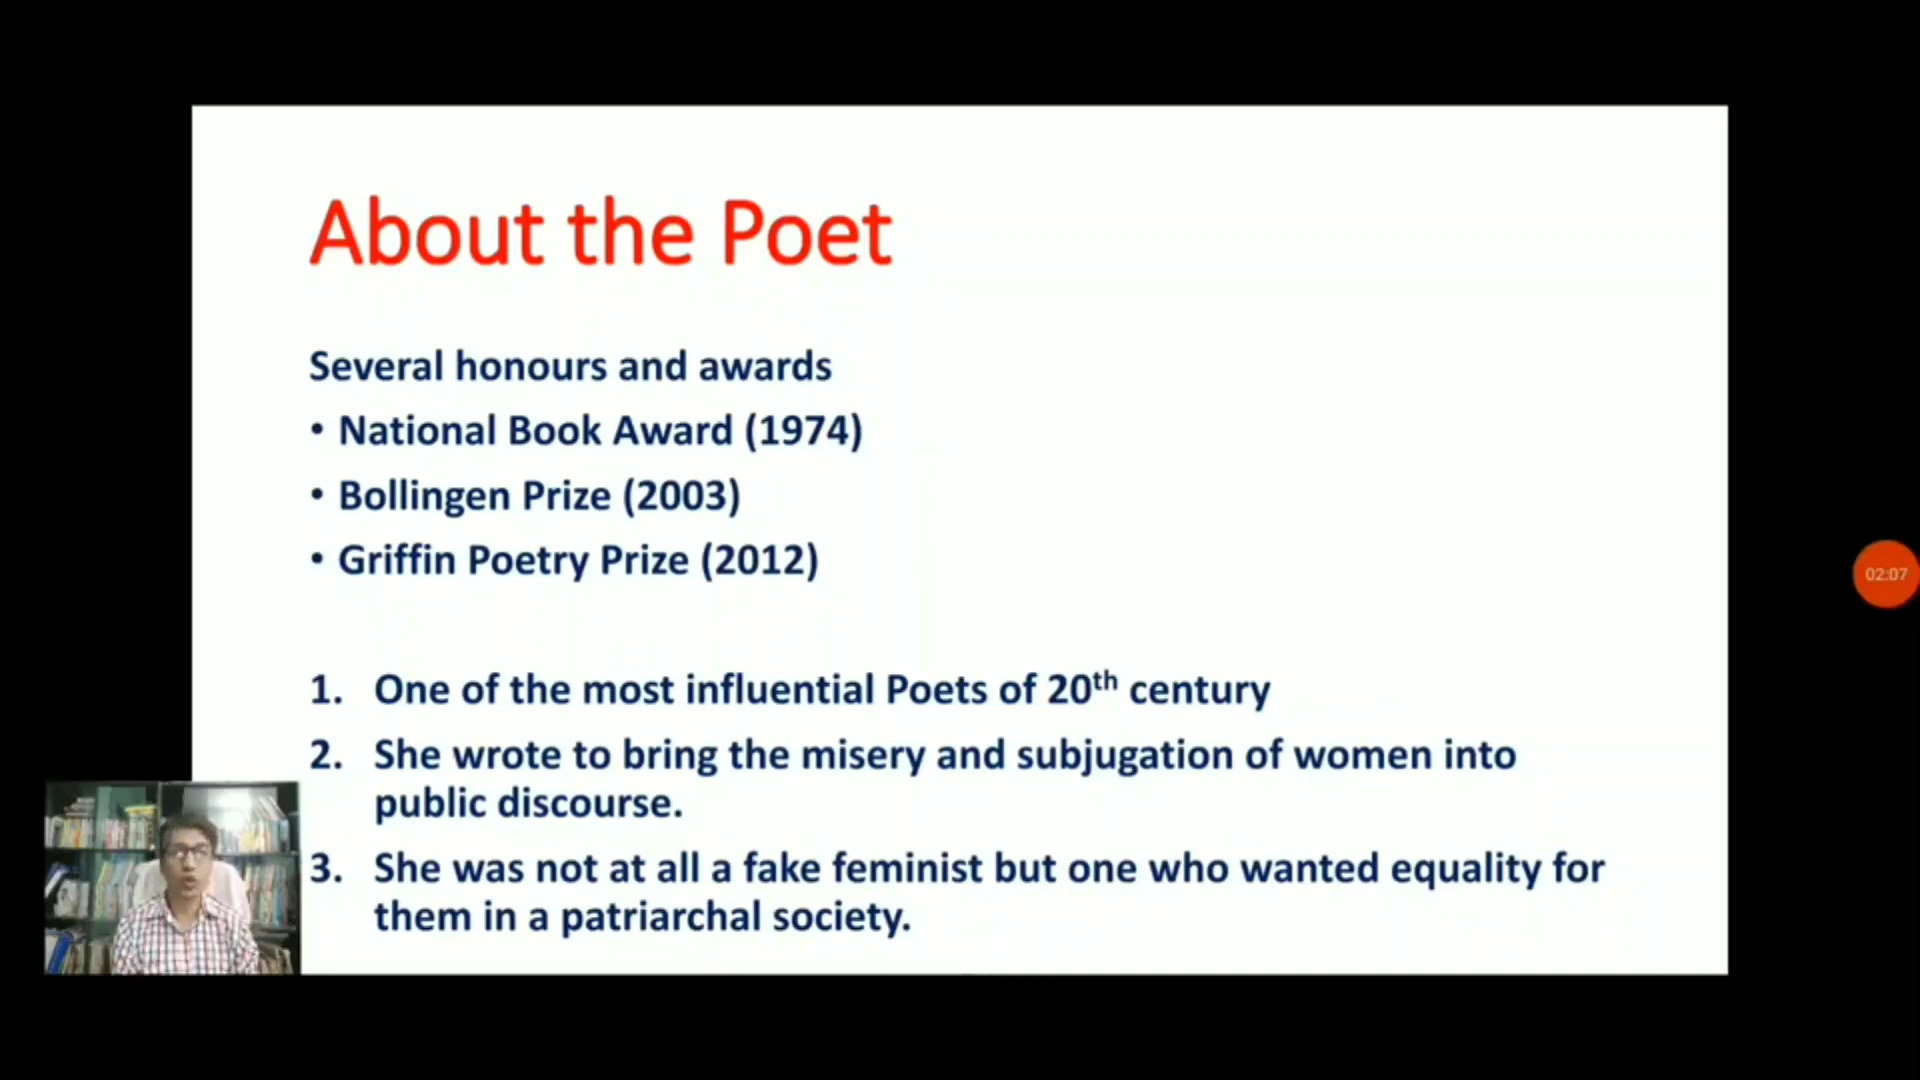 About the Poet
Several honours and awards
• National Book Award (1974)
• Bollingen Prize (2003)
• Griffin Poetry Prize (2012)
1. One of the most influential Poets of 20th century
2. She wrote to bring the misery and subjugation of women into
public discourse.
3. She was not at all a fake feminist but one who wanted equality for
them in a patriarchal society.
02:07